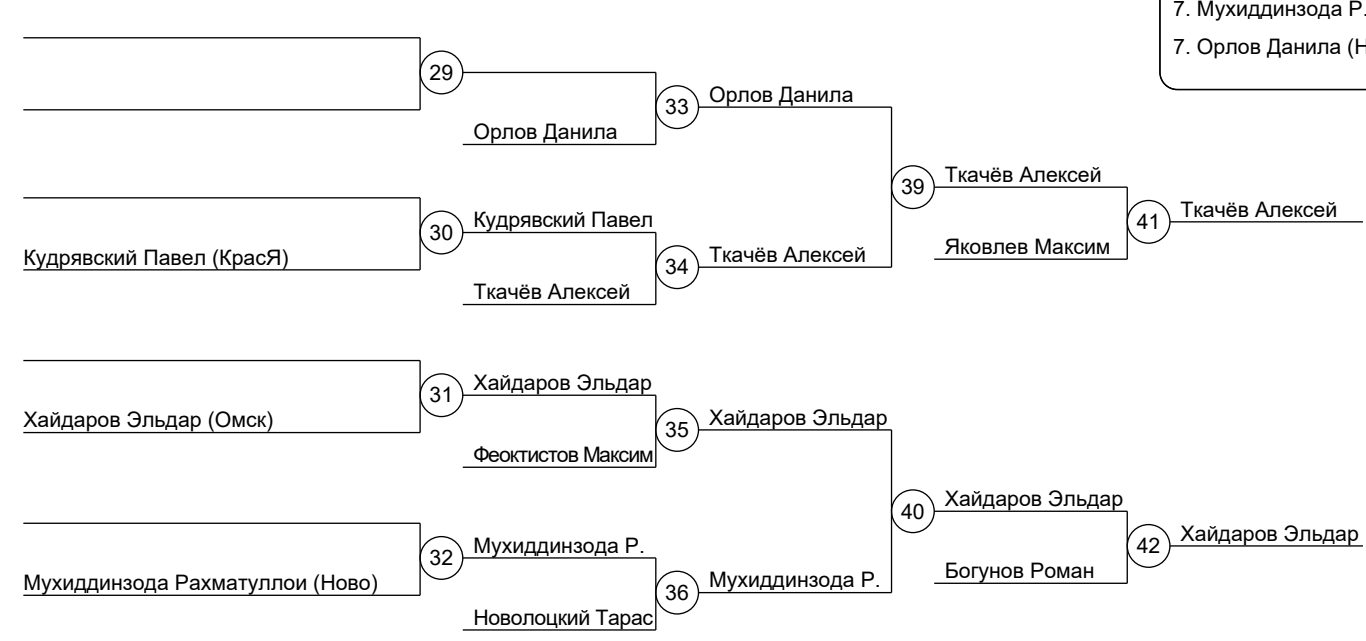 7. Мухиддинзода Р.
7. Орлов Данила (Н
29
Орлов Данила
33
Орлов Данила
Кудрявский Павел (КрасЯ)
30
Кудрявский Павел
Ткачёв Алексей
34
Ткачёв Алексей
39
Ткачёв Алексей
Яковлев Максим
41
Ткачёв Алексей
Хайдаров Эльдар (Омск)
31
Хайдаров Эльдар
Феоктистов Максим
35
Хайдаров Эльдар
Мухиддинзода Рахматуллои (Ново)
32
Мухиддинзода Р.
Новолоцкий Тарас
36
Мухиддинзода Р.
40
Хайдаров Эльдар
Богунов Роман
42
Хайдаров Эльдар